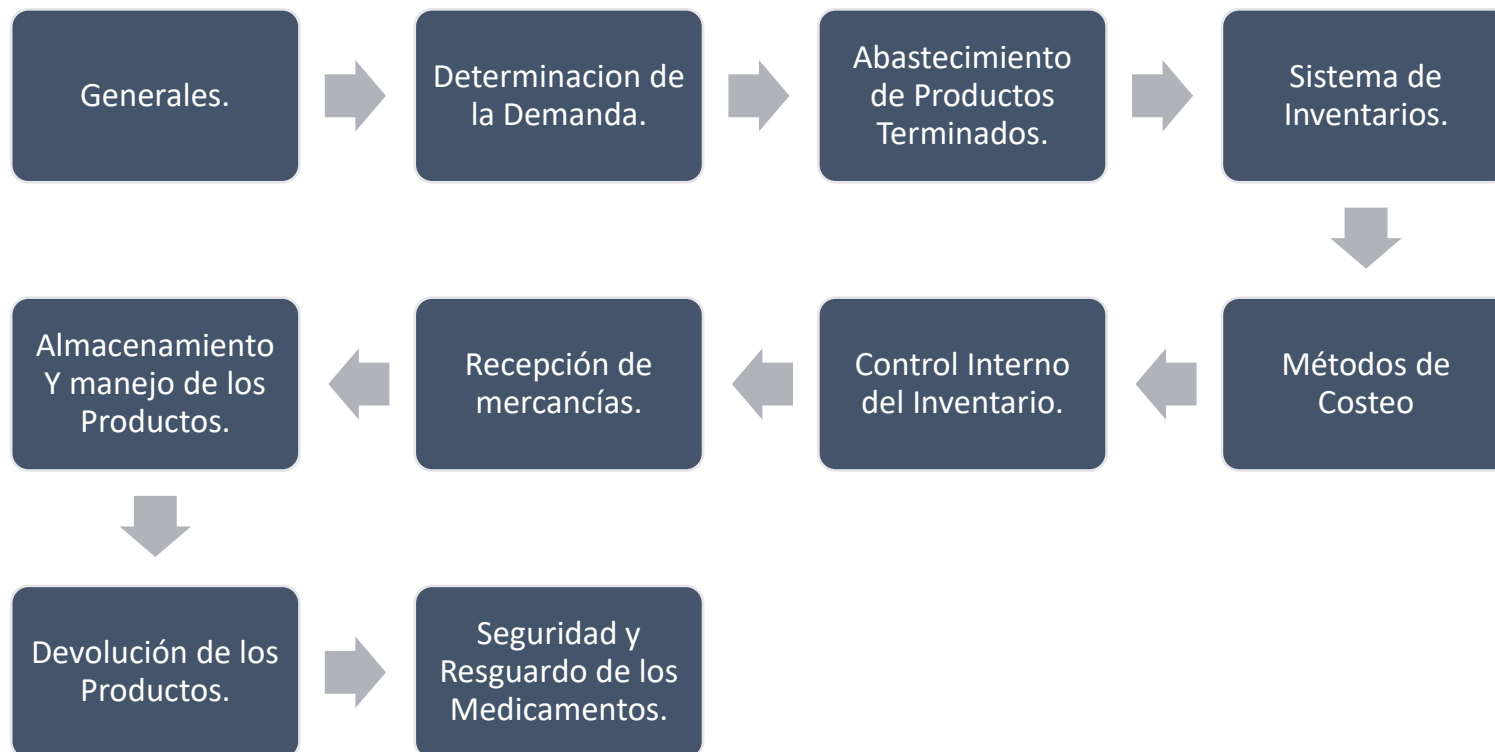 Generales.
Determinacion de
la Demanda.
Abastecimiento
de Productos
Terminados.
Sistema de
Inventarios.
Métodos de
Costeo
Control Interno
del Inventario.
Recepción de
mercancías.
Almacenamiento
Y manejo de los
Productos.
Devolución de los
Productos.
Seguridad y
Resguardo de los
Medicamentos.